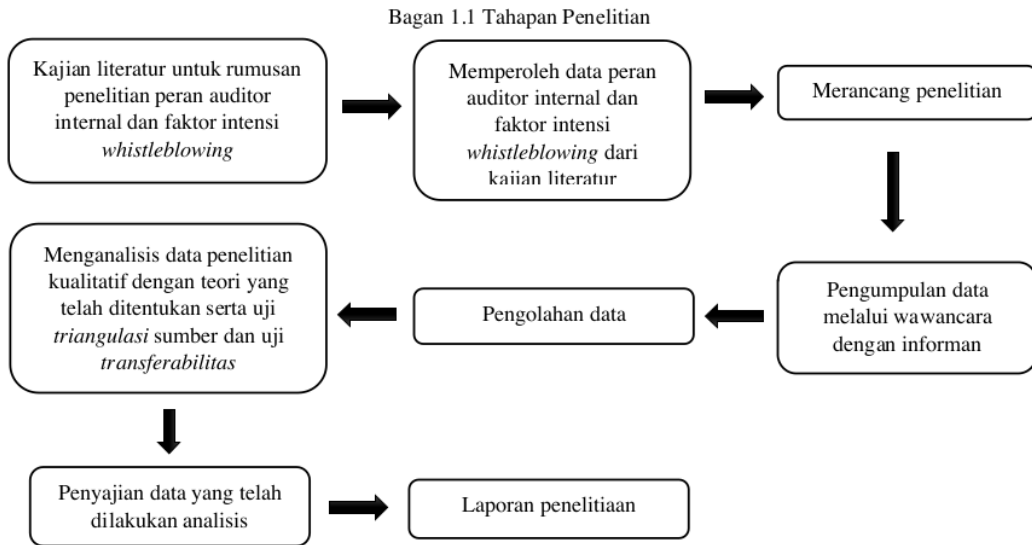 Bagan 1.1 Tahapan Penelitian
Kajian literatur untuk rumusan
penelitian peran auditor
internal dan faktor intensi
whistleblowing
Memperoleh data peran
auditor internal dan
faktor intensi
whistleblowing dari
kajian literatur
Merancang penelitian
Pengumpulan data
melalui wawancara
dengan informan
Pengolahan data
Menganalisis data penelitian
kualitatif dengan teori yang
telah ditentukan serta uji
triangulasi sumber dan uji
transferabilitas
Penyajian data yang telah
dilakukan analisis
Laporan penelitiaan